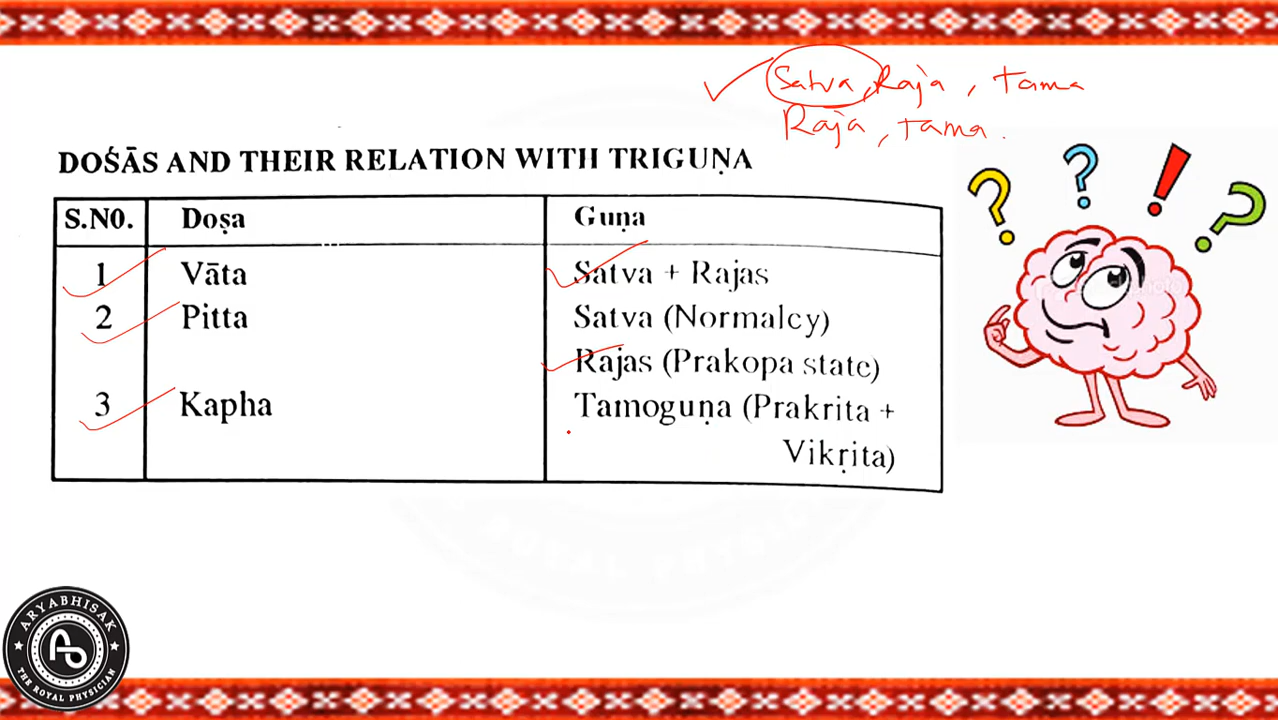 Satva, Raja, Tama
Raja, tama.
DOŚĀS AND THEIR RELATION WITH TRIGUṆA
S.N0. Doṣa Guṇa
1 Vāta Satva + Rajas
2 Pitta Satva (Normalcy)
Rajas (Prakopa state)
3 Kapha Tamoguṇa (Prakrita +
Vikṛita)
ARYABHISAK
THE ROYAL PHYSICIAN